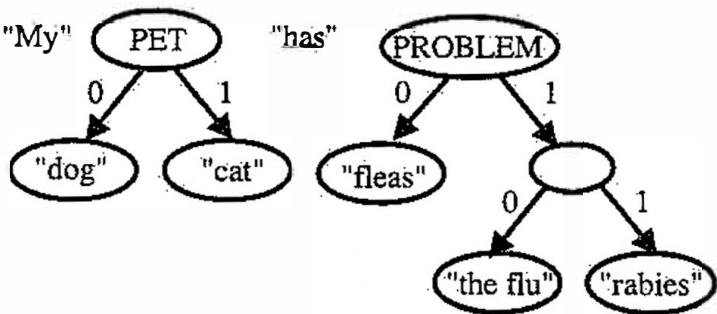 "My" PET "has" PROBLEM
0 1 0 1
"dog" "cat" "fleas"
0 1
"the flu" "rabies"